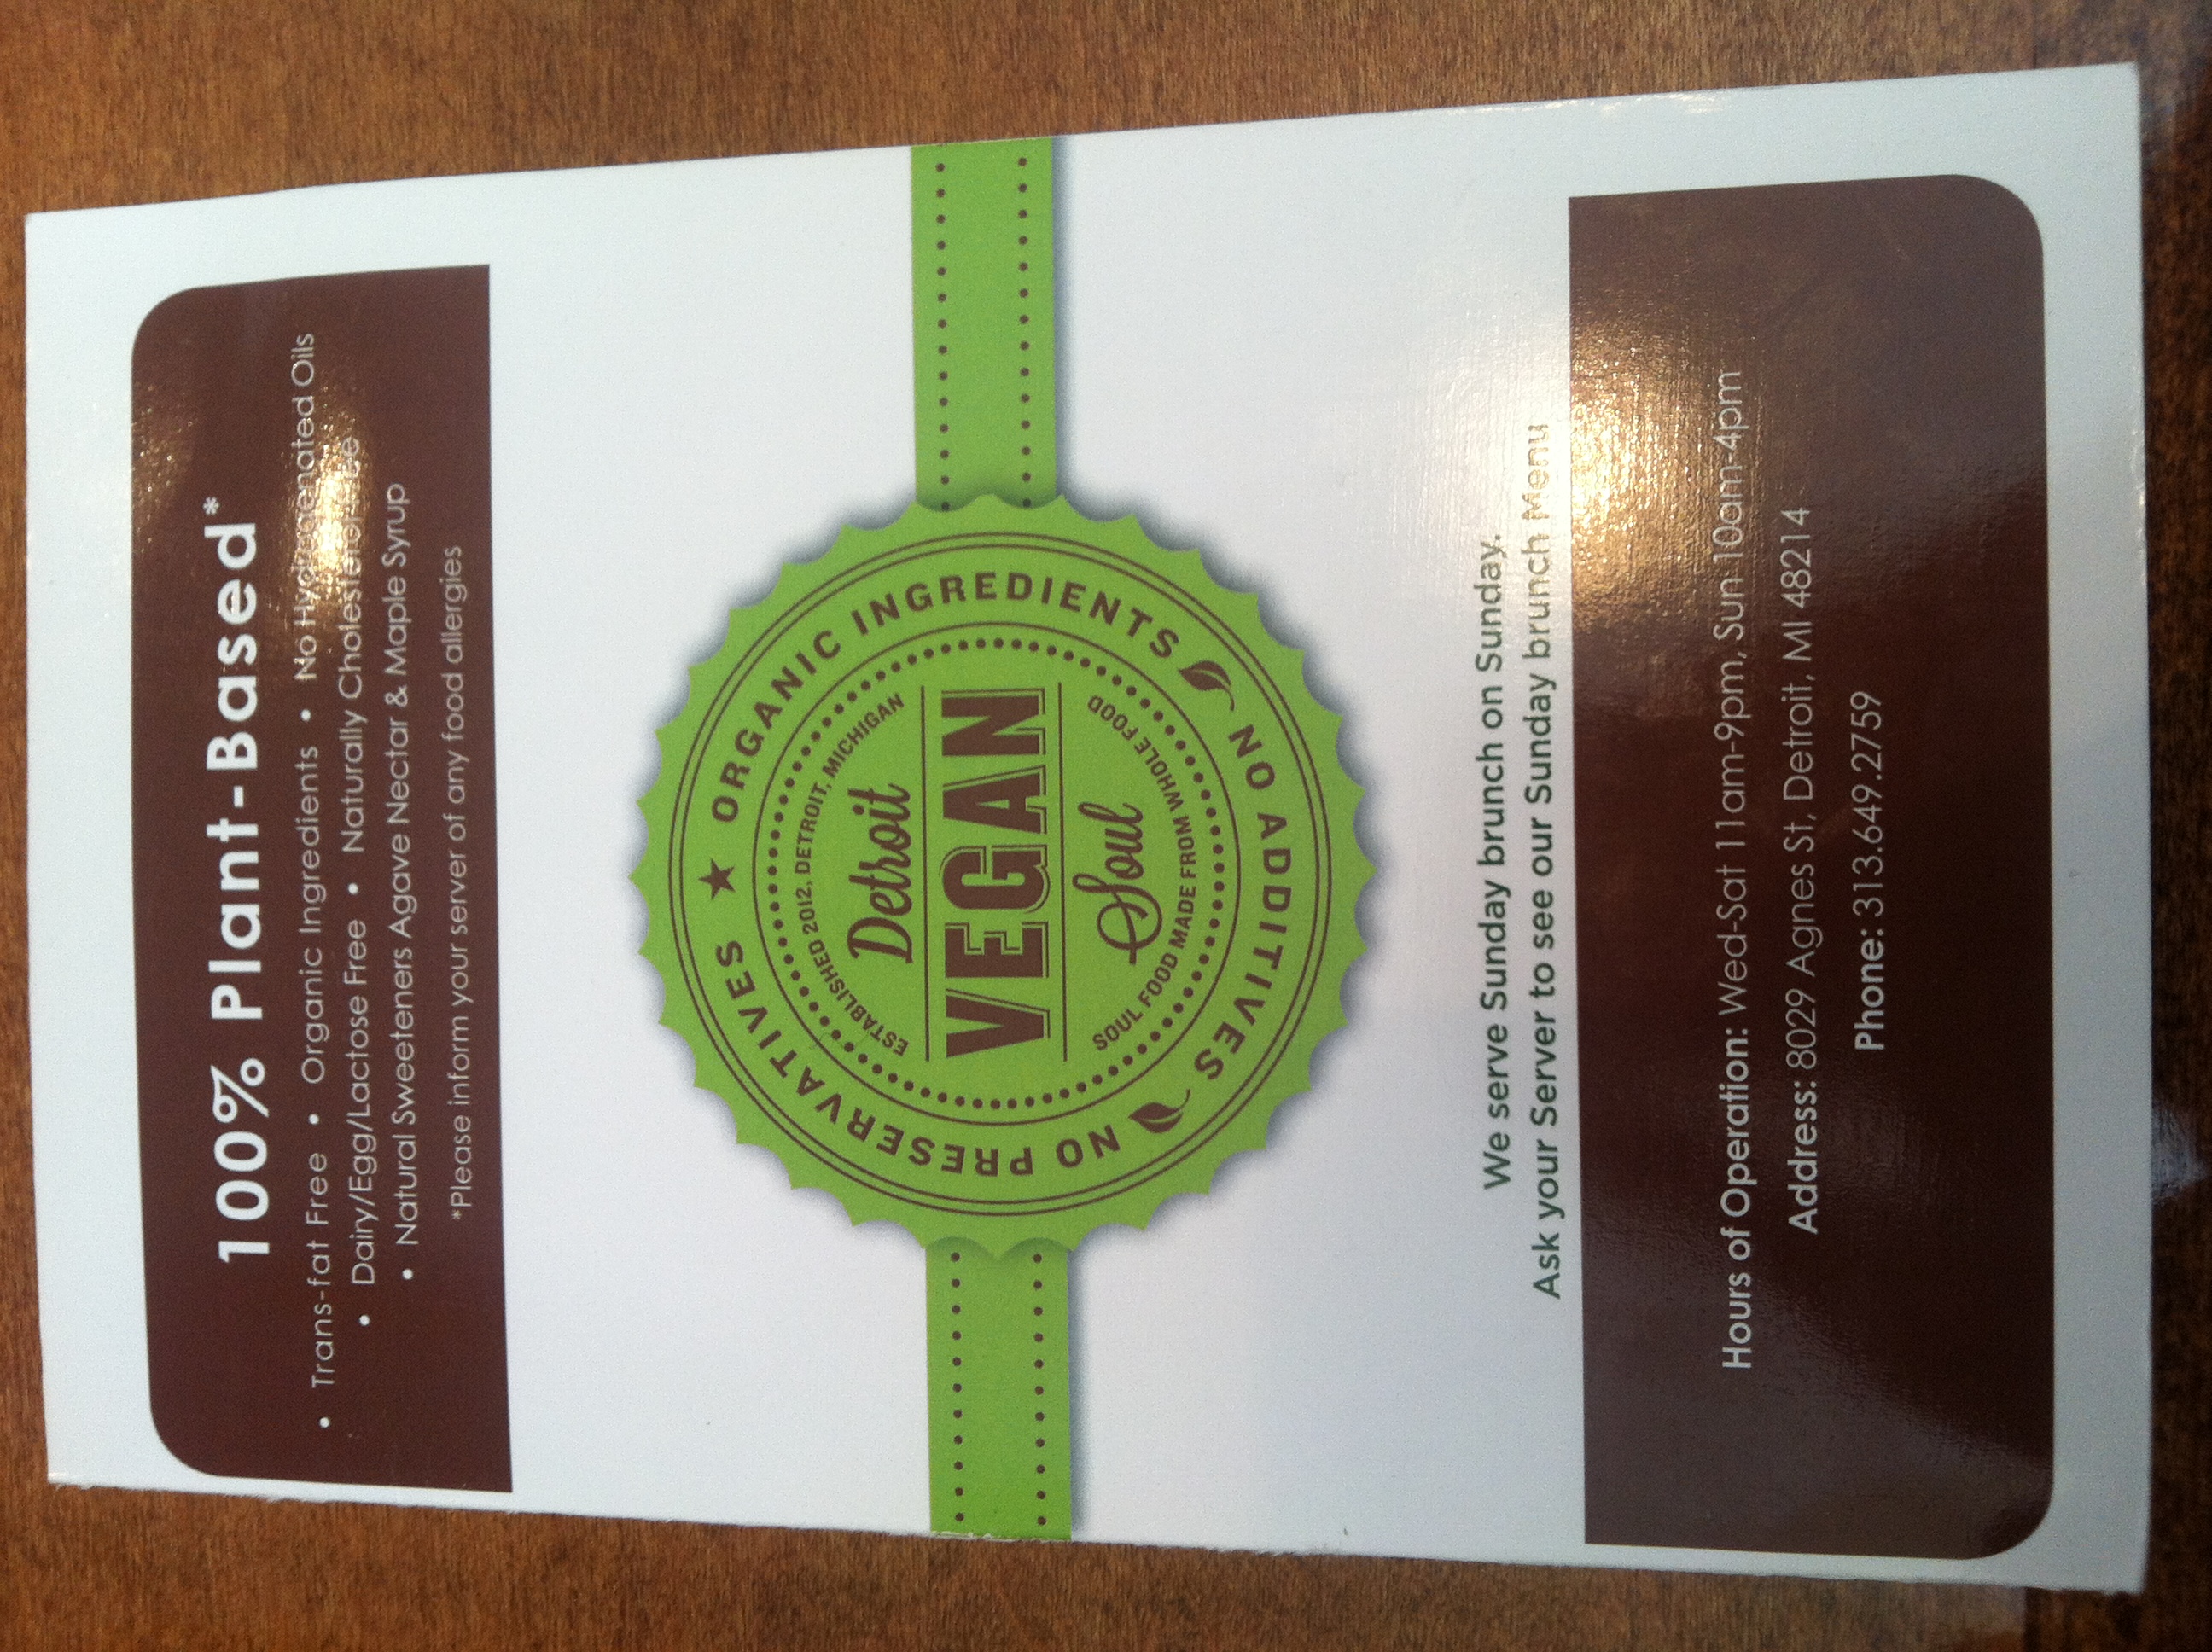 100% Plant-Based*
• Trans-fat Free • Organic Ingredients • No Hydrogenated Oils
• Dairy/Egg/Lactose Free • Naturally Cholesterol Free
• Natural Sweeteners Agave Nectar & Maple Syrup
*Please inform your server of any food allergies
NO PRESERVATIVES ★ ORGANIC INGREDIENTS
NO ADDITIVES
ESTABLISHED 2012, DETROIT, MICHIGAN
Detroit
VEGAN
Soul
SOUL FOOD MADE FROM WHOLE FOOD
We serve Sunday brunch on Sunday.
Ask your Server to see our Sunday brunch Menu
Hours of Operation: Wed-Sat 11am-9pm, Sun 10am-4pm
Address: 8029 Agnes St, Detroit, MI 48214
Phone: 313.649.2759